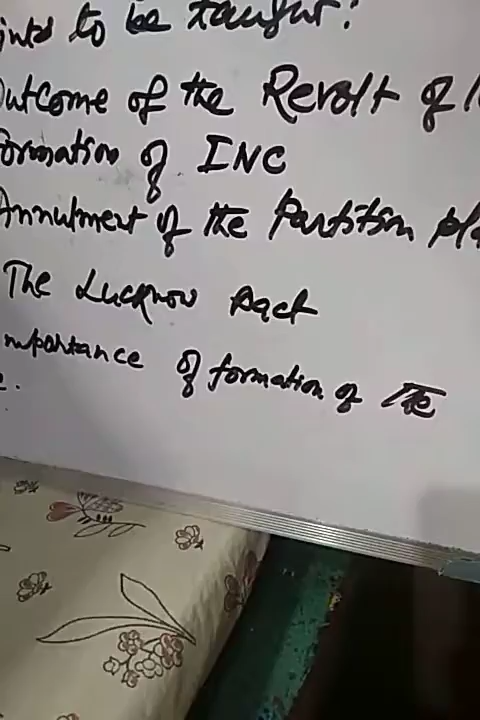 to be taught:
Outcome of the Revolt of
Formation of INC
Annulment of the Partition
The Lucknow Pact
mportance of formation of The